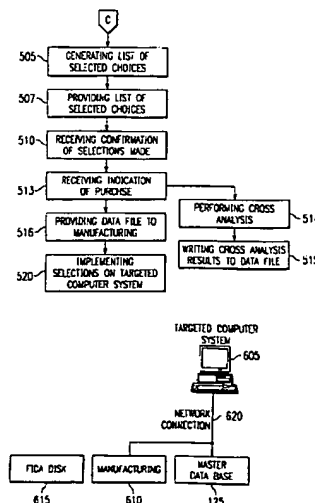 C
505
GENERATING LIST OF
SELECTED CHOICES
507
PROVIDING LIST OF
SELECTED CHOICES
510
RECEIVING CONFIRMATION
OF SELECTIONS MADE
513
RECEIVING INDICATION
OF PURCHSE
516
PROVIDING DATA FILE TO
MANUFACTURING
520
IMPLEMENTING
SELECTIONS ON TARGETED
COMPUTER SYSTEM
PERFORMING CROSS
ANALYSIS
514
WRITING CROSS ANALYSIS
RESULTS TO DATA FILE
515
TARGETED COMPUTER
SYSTEM
605
NETWORK
CONNECTION
620
FICA DISK
MANUFACTURING
MASTER
DATA BASE
615
610
125